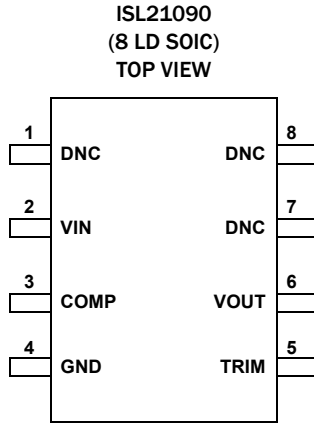 ISL21090
(8 LD SOIC)
TOP VIEW
1 8
DNC DNC
2 7
VIN DNC
3 6
COMP VOUT
4 5
GND TRIM